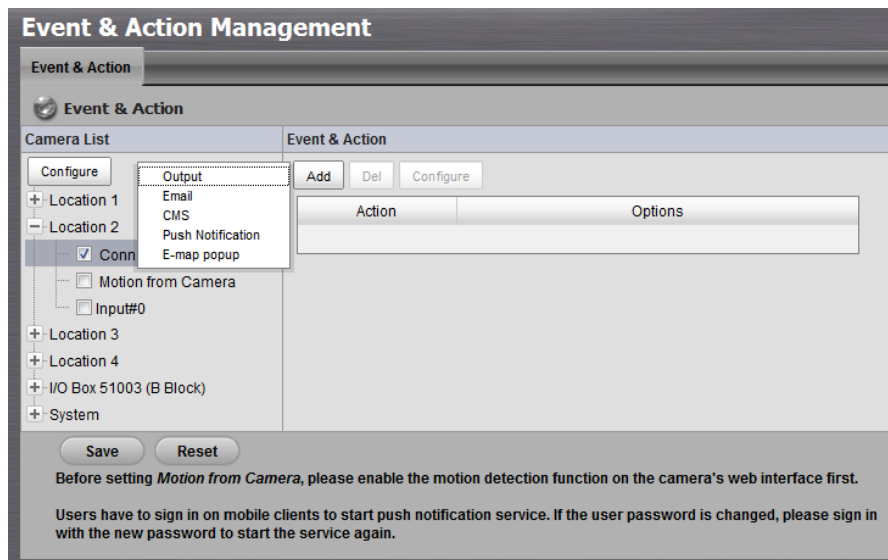 Event & Action Management
Event & Action
Event & Action
Camera List
Event & Action
Configure
Output
Email
CMS
Push Notification
E-map popup
Add
Del
Configure
Action
Options
Location 1
Location 2
Conn
Motion from Camera
Input#0
Location 3
Location 4
I/O Box 51003 (B Block)
System
Save
Reset
Before setting Motion from Camera, please enable the motion detection function on the camera's web interface first.
Users have to sign in on mobile clients to start push notification service. If the user password is changed, please sign in
with the new password to start the service again.